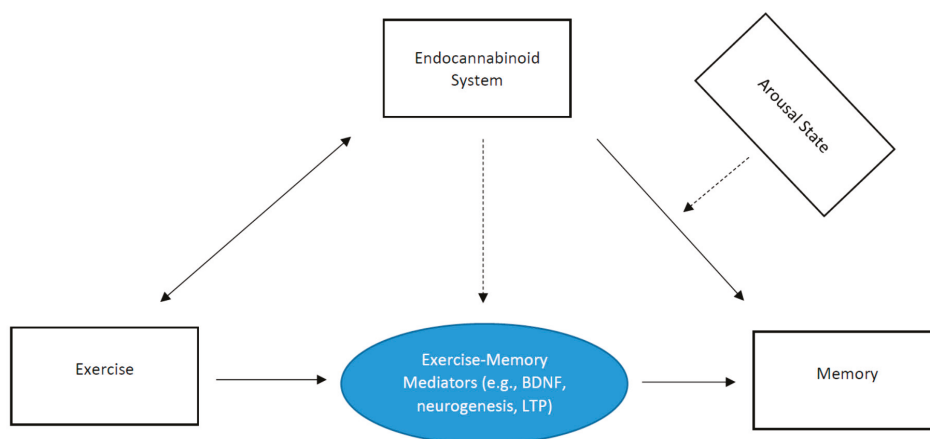 Endocannabinoid
System
Arousal State
Exercise
Exercise-Memory
Mediators (e.g., BDNF,
neurogenesis, LTP)
Memory